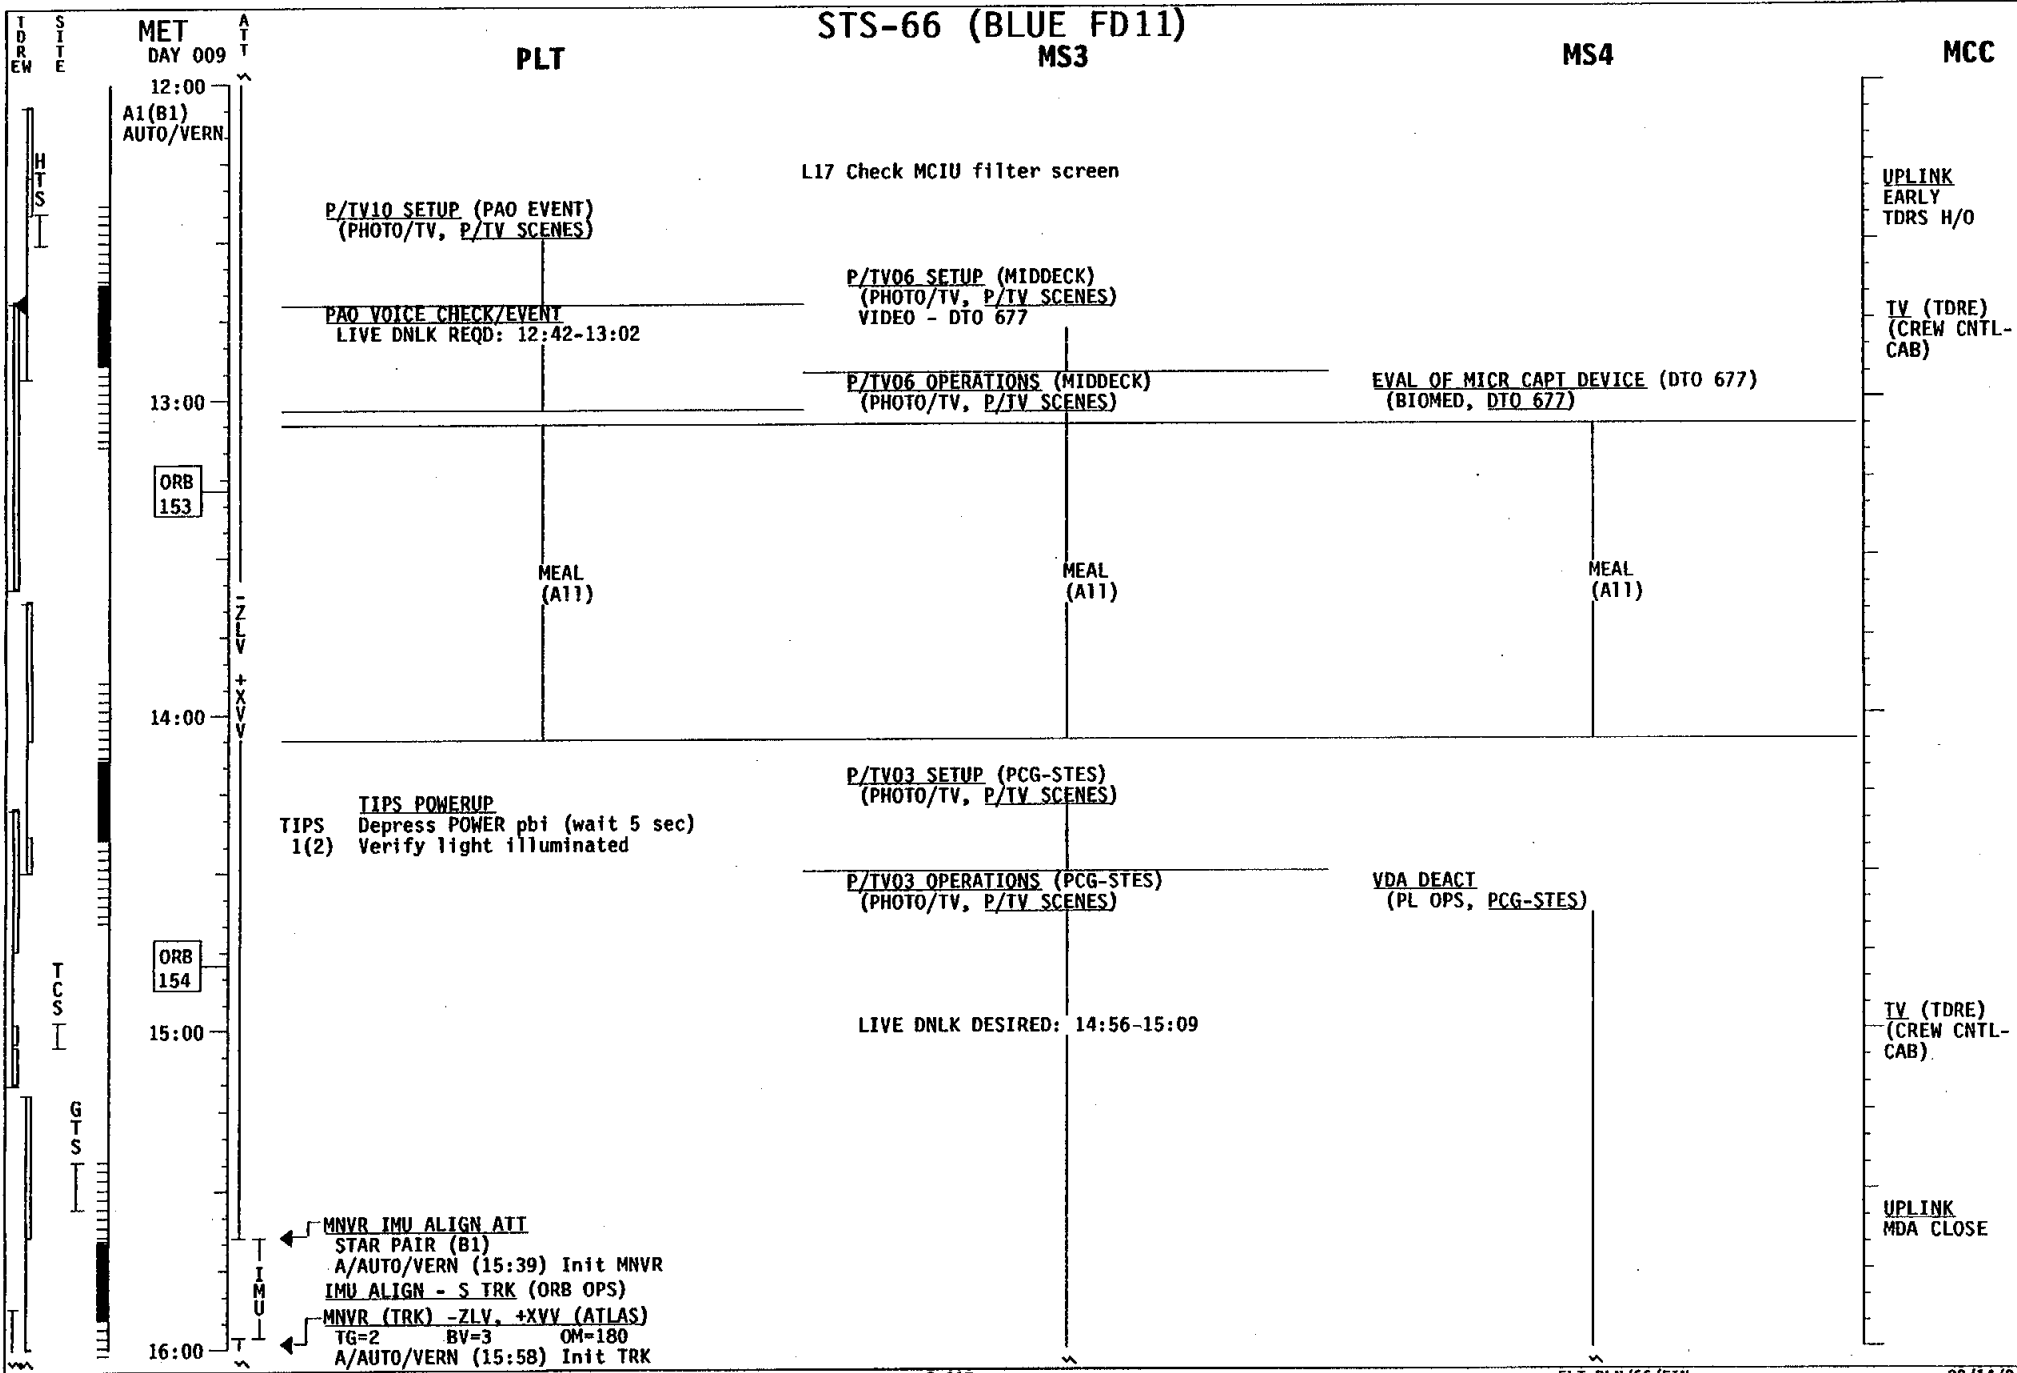 STS-66 (BLUE FD11)
TDRS
EW
SITE
MET
DAY 009
ATT
PLT
MS3
MS4
MCC
12:00
A1(B1)
AUTO/VERN
HTS
L17 Check MCIU filter screen
UPLINK
EARLY
TDRS H/O
P/TV10 SETUP (PAO EVENT)
(PHOTO/TV, P/TV SCENES)
P/TV06 SETUP (MIDDECK)
(PHOTO/TV, P/TV SCENES)
VIDEO - DTO 677
PAO VOICE CHECK/EVENT
LIVE DNLK REQD: 12:42-13:02
TV (TDRE)
(CREW CNTL-
CAB)
P/TV06 OPERATIONS (MIDDECK)
(PHOTO/TV, P/TV SCENES)
EVAL OF MICR CAPT DEVICE (DTO 677)
(BIOMED, DTO 677)
13:00
ORB
153
MEAL
(All)
MEAL
(All)
MEAL
(All)
-ZLV +XVV
14:00
P/TV03 SETUP (PCG-STES)
(PHOTO/TV, P/TV SCENES)
TIPS POWERUP
TIPS Depress POWER pbi (wait 5 sec)
1(2) Verify light illuminated
P/TV03 OPERATIONS (PCG-STES)
(PHOTO/TV, P/TV SCENES)
VDA DEACT
(PL OPS, PCG-STES)
ORB
154
TCS
15:00
LIVE DNLK DESIRED: 14:56-15:09
TV (TDRE)
(CREW CNTL-
CAB)
GTS
UPLINK
MDA CLOSE
MNVR IMU ALIGN ATT
STAR PAIR (B1)
A/AUTO/VERN (15:39) Init MNVR
IMU
IMU ALIGN - S TRK (ORB OPS)
MNVR (TRK) -ZLV, +XVV (ATLAS)
TG=2 BV=3 OM=180
A/AUTO/VERN (15:58) Init TRK
16:00